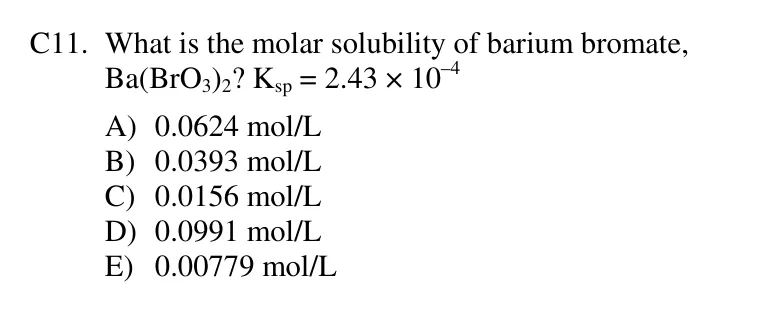 C11. What is the molar solubility of barium bromate,
Ba(BrO₃)₂? Kₛₚ = 2.43 × 10⁻⁴
A) 0.0624 mol/L
B) 0.0393 mol/L
C) 0.0156 mol/L
D) 0.0991 mol/L
E) 0.00779 mol/L